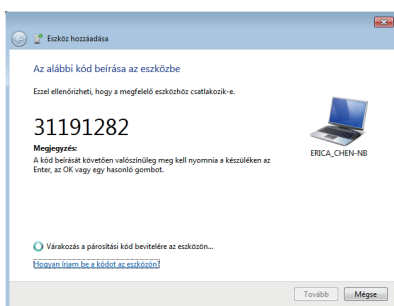 Eszköz hozzáadása
Az alábbi kód beírása az eszközbe
Ezzel ellenőrizheti, hogy a megfelelő eszközhöz csatlakozik-e.
31191282
Megjegyzés:
A kód beírását követően valószínűleg meg kell nyomnia a készüléken az
Enter, az OK vagy egy hasonló gombot.
ERICA_CHEN-NB
Várakozás a párosítási kód bevitelére az eszközön...
Hogyan írjam be a kódot az eszközön?
Tovább
Mégse